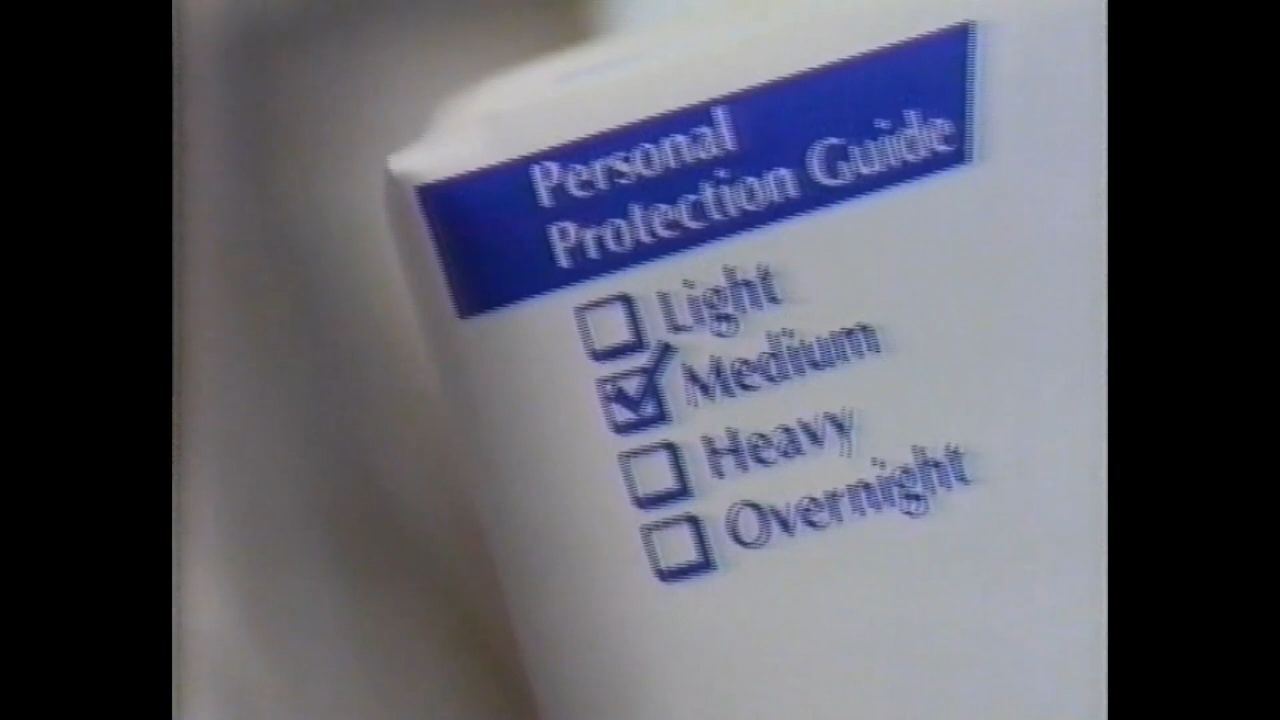 Personal
Protection Guide
Light
Medium
Heavy
Overnight